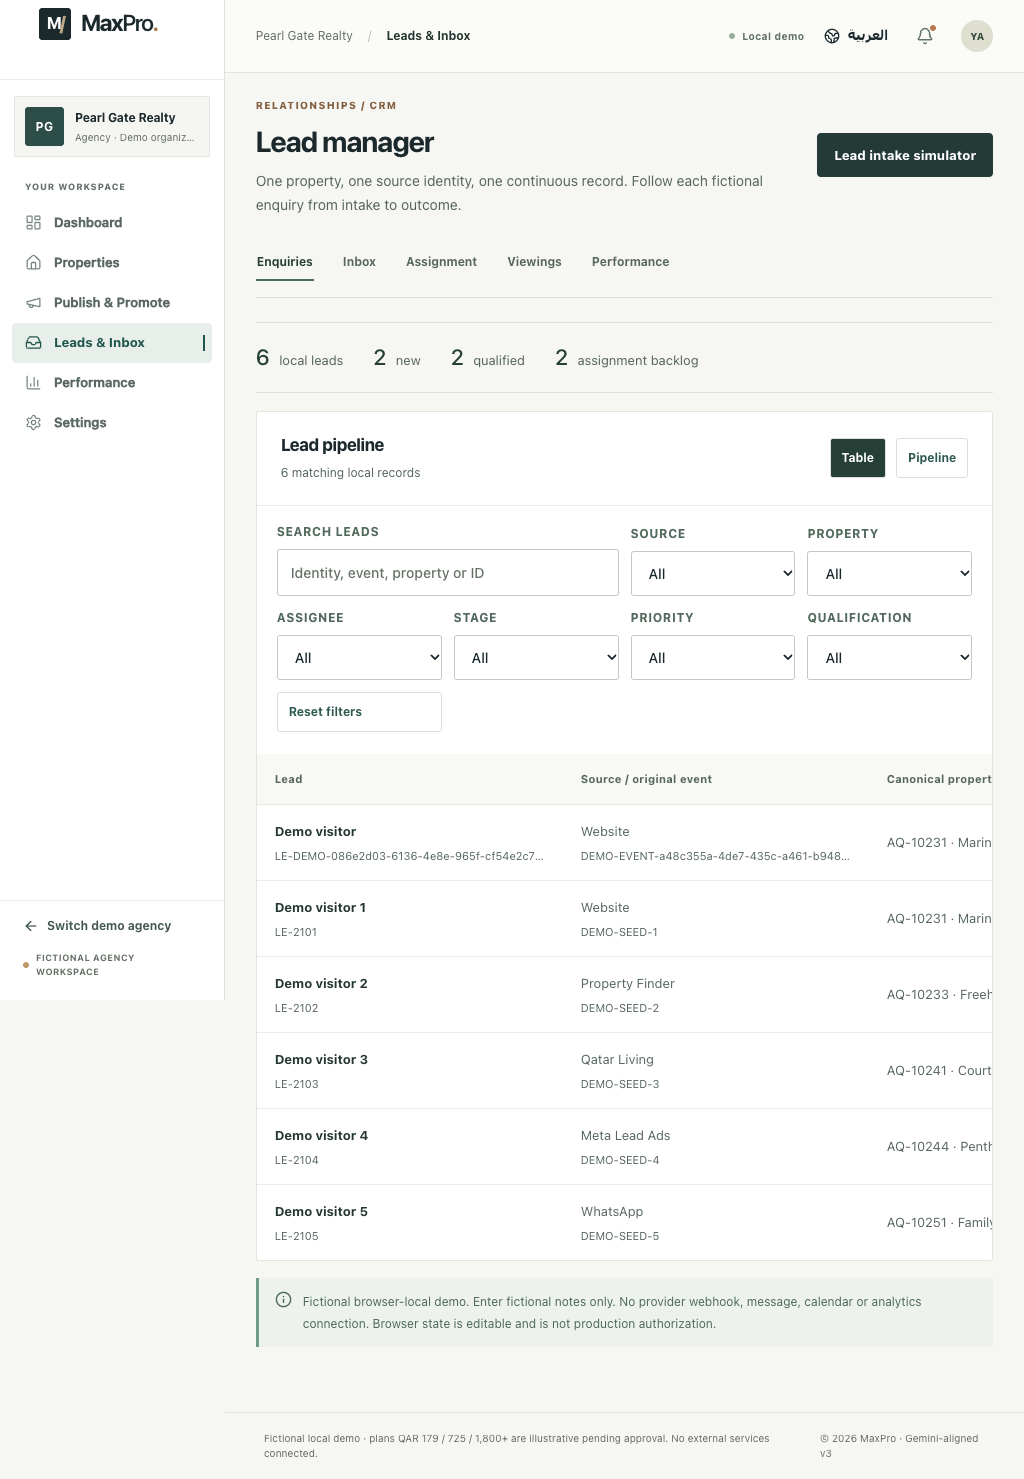 M/ MaxPro.
Pearl Gate Realty / Leads & Inbox
Local demo
العربية
YA
PG
Pearl Gate Realty
Agency · Demo organiz...
YOUR WORKSPACE
Dashboard
Properties
Publish & Promote
Leads & Inbox
Performance
Settings
Switch demo agency
FICTIONAL AGENCY
WORKSPACE
RELATIONSHIPS / CRM
Lead manager
One property, one source identity, one continuous record. Follow each fictional
enquiry from intake to outcome.
Lead intake simulator
Enquiries Inbox Assignment Viewings Performance
6 local leads 2 new 2 qualified 2 assignment backlog
Lead pipeline
6 matching local records
Table Pipeline
SEARCH LEADS SOURCE PROPERTY
Identity, event, property or ID All All
ASSIGNEE STAGE PRIORITY QUALIFICATION
All All All All
Reset filters
Lead Source / original event Canonical propert
Demo visitor Website
LE-DEMO-086e2d03-6136-4e8e-965f-cf54e2c7... DEMO-EVENT-a48c355a-4de7-435c-a461-b948... AQ-10231 · Marin
Demo visitor 1 Website
LE-2101 DEMO-SEED-1 AQ-10231 · Marin
Demo visitor 2 Property Finder
LE-2102 DEMO-SEED-2 AQ-10233 · Freeh
Demo visitor 3 Qatar Living
LE-2103 DEMO-SEED-3 AQ-10241 · Court
Demo visitor 4 Meta Lead Ads
LE-2104 DEMO-SEED-4 AQ-10244 · Penth
Demo visitor 5 WhatsApp
LE-2105 DEMO-SEED-5 AQ-10251 · Family
Fictional browser-local demo. Enter fictional notes only. No provider webhook, message, calendar or analytics
connection. Browser state is editable and is not production authorization.
Fictional local demo · plans QAR 179 / 725 / 1,800+ are illustrative pending approval. No external services
connected.
© 2026 MaxPro · Gemini-aligned
v3